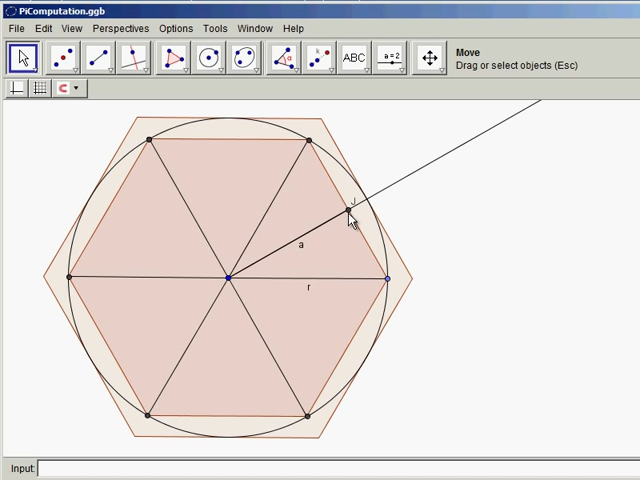 PiComputation.ggb
File Edit View Perspectives Options Tools Window Help
α k ABC a = 2
Move
Drag or select objects (Esc)
J
a
r
Input: